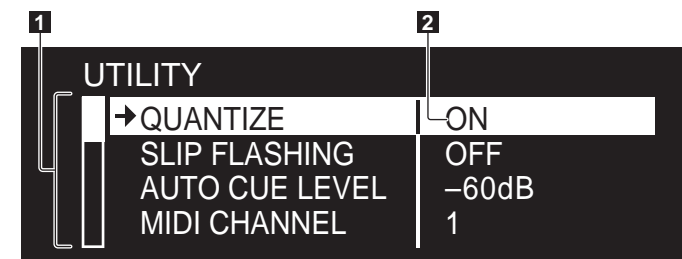 1 2
UTILITY
→QUANTIZE ON
SLIP FLASHING OFF
AUTO CUE LEVEL –60dB
MIDI CHANNEL 1